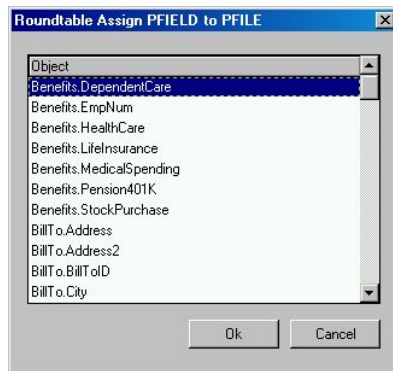 Roundtable Assign PFIELD to PFILE
Object
Benefits.DependentCare
Benefits.EmpNum
Benefits.HealthCare
Benefits.LifeInsurance
Benefits.MedicalSpending
Benefits.Pension401K
Benefits.StockPurchase
BillTo.Address
BillTo.Address2
BillTo.BillToID
BillTo.City
Ok Cancel